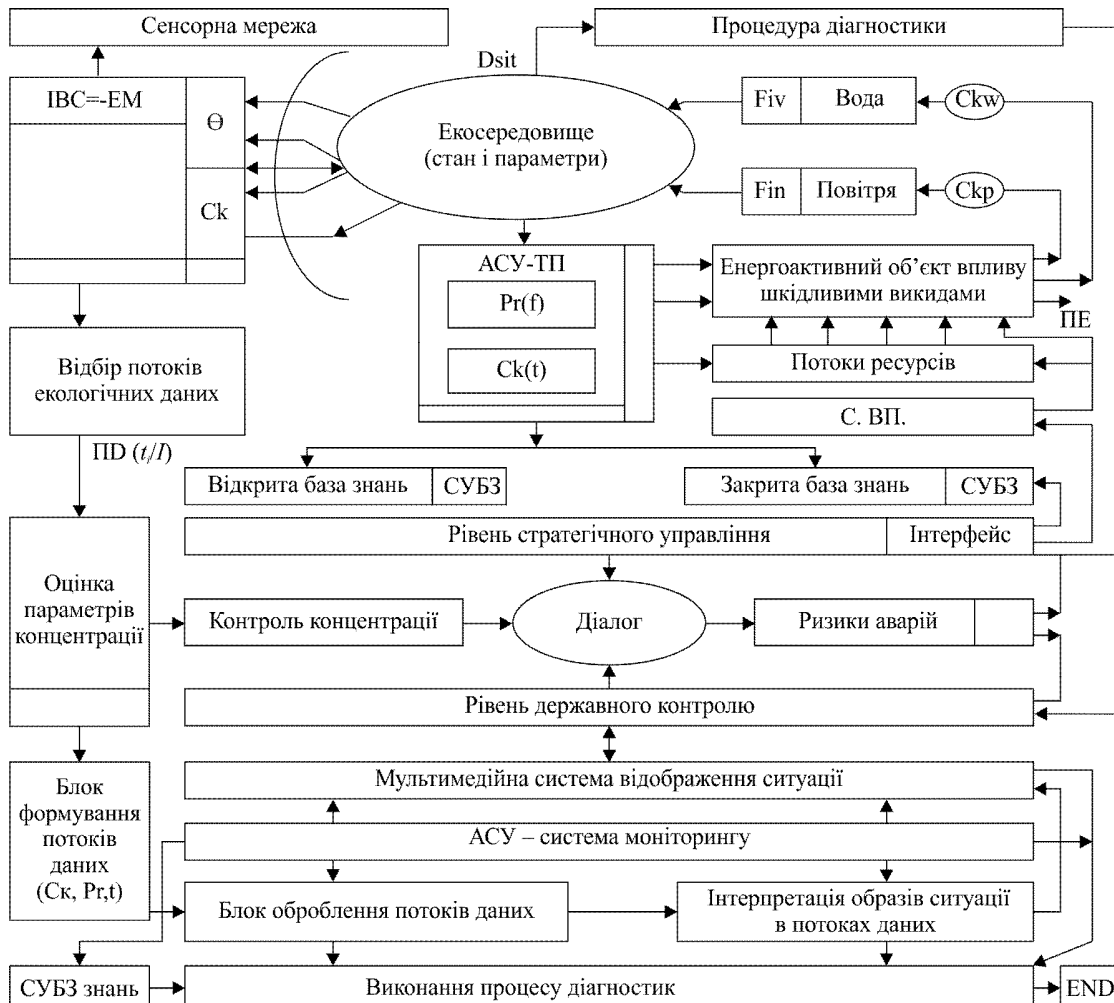 Сенсорна мережа
Процедура діагностики
Dsit
ІВС=-ЕМ
Ө
Ck
Екосередовище
(стан і параметри)
Fiv
Вода
Ckw
Fin
Повітря
Ckp
АСУ-ТП
Pr(f)
Ck(t)
Енергоактивний об’єкт впливу
шкідливими викидами
ПЕ
Потоки ресурсів
С. ВП.
Відбір потоків
екологічних даних
ПD (t/I)
Відкрита база знань
СУБЗ
Закрита база знань
СУБЗ
Рівень стратегічного управління
Інтерфейс
Оцінка
параметрів
концентрації
Контроль концентрації
Діалог
Ризики аварій
Рівень державного контролю
Мультимедійна система відображення ситуації
Блок
формування
потоків
даних
(Ск, Pr,t)
АСУ – система моніторингу
Блок оброблення потоків даних
Інтерпретація образів ситуації
в потоках даних
СУБЗ знань
Виконання процесу діагностик
END